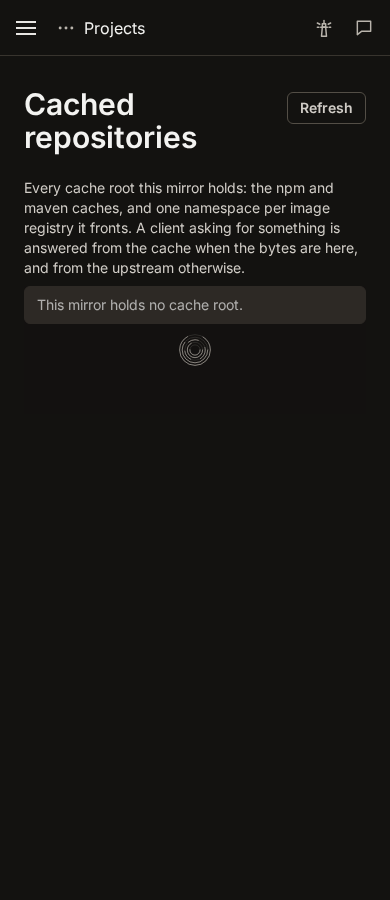 Projects
Cached
repositories
Refresh
Every cache root this mirror holds: the npm and
maven caches, and one namespace per image
registry it fronts. A client asking for something is
answered from the cache when the bytes are here,
and from the upstream otherwise.
This mirror holds no cache root.